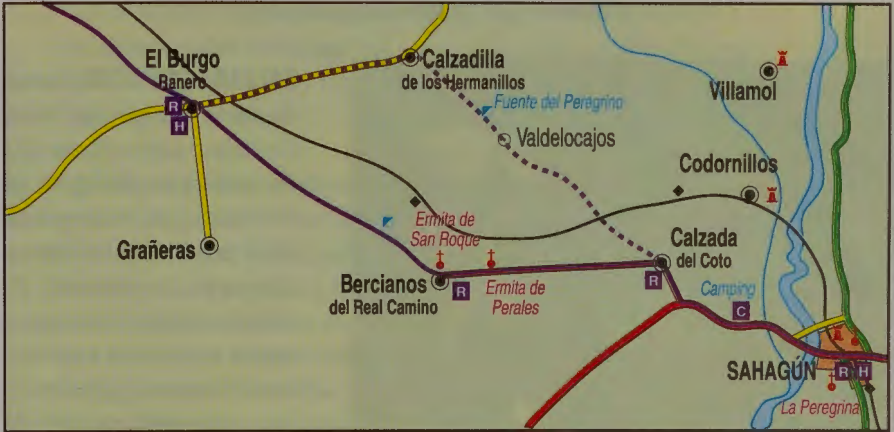 El Burgo
Ranero
R
H
Calzadilla
de los Hermanillos
Fuente del Peregrino
Valdelocajos
Villamol
Codornillos
Grañeras
Ermita de
San Roque
Bercianos
del Real Camino
R
Ermita de
Perales
Calzada
del Coto
R
Camping
C
SAHAGÚN
R
H
La Peregrina